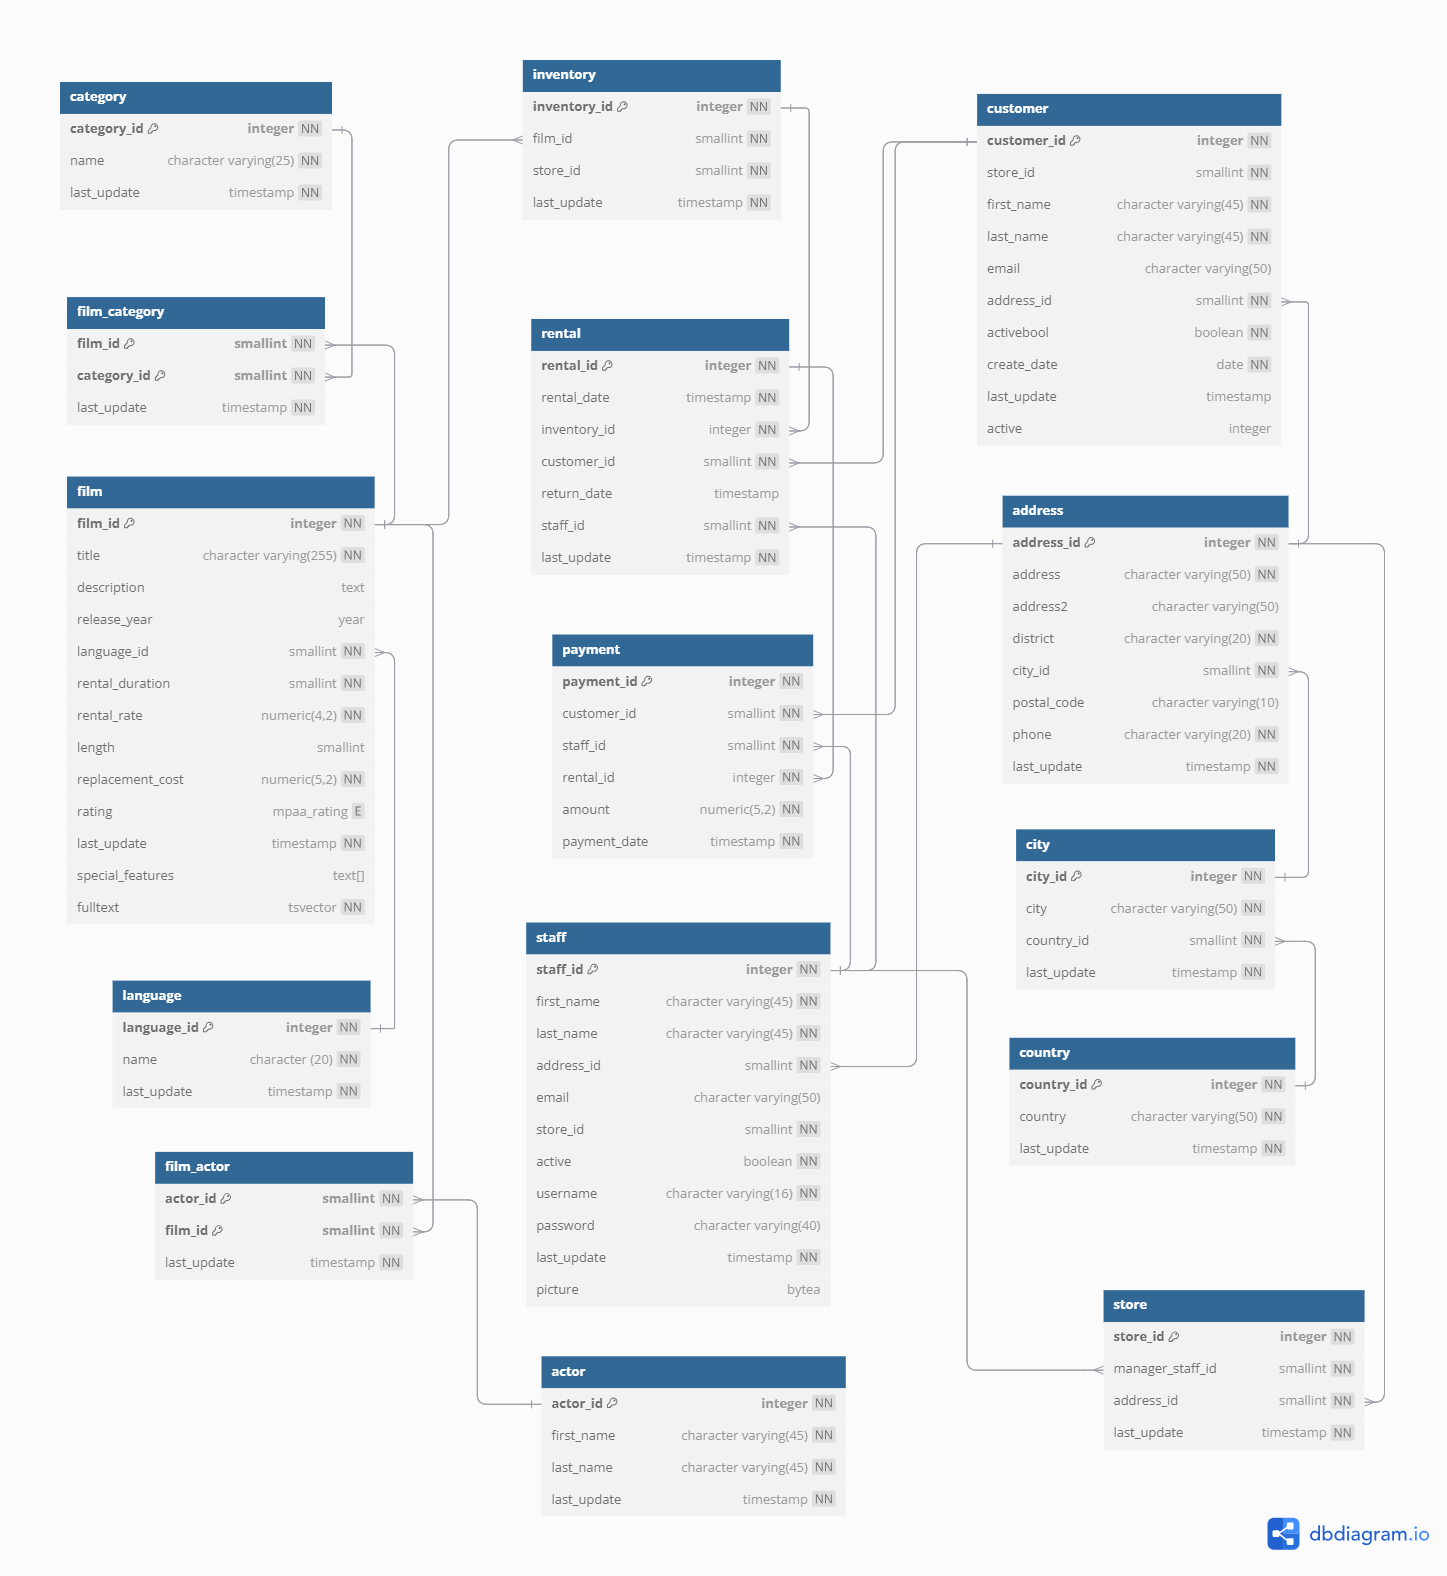 category
category_id integer NN
name character varying(25) NN
last_update timestamp NN
film_category
film_id smallint NN
category_id smallint NN
last_update timestamp NN
film
film_id integer NN
title character varying(255) NN
description text
release_year year
language_id smallint NN
rental_duration smallint NN
rental_rate numeric(4,2) NN
length smallint
replacement_cost numeric(5,2) NN
rating mpaa_rating E
last_update timestamp NN
special_features text[]
fulltext tsvector NN
language
language_id integer NN
name character (20) NN
last_update timestamp NN
film_actor
actor_id smallint NN
film_id smallint NN
last_update timestamp NN
inventory
inventory_id integer NN
film_id smallint NN
store_id smallint NN
last_update timestamp NN
rental
rental_id integer NN
rental_date timestamp NN
inventory_id integer NN
customer_id smallint NN
return_date timestamp
staff_id smallint NN
last_update timestamp NN
payment
payment_id integer NN
customer_id smallint NN
staff_id smallint NN
rental_id integer NN
amount numeric(5,2) NN
payment_date timestamp NN
staff
staff_id integer NN
first_name character varying(45) NN
last_name character varying(45) NN
address_id smallint NN
email character varying(50)
store_id smallint NN
active boolean NN
username character varying(16) NN
password character varying(40)
last_update timestamp NN
picture bytea
actor
actor_id integer NN
first_name character varying(45) NN
last_name character varying(45) NN
last_update timestamp NN
customer
customer_id integer NN
store_id smallint NN
first_name character varying(45) NN
last_name character varying(45) NN
email character varying(50)
address_id smallint NN
activebool boolean NN
create_date date NN
last_update timestamp
active integer
address
address_id integer NN
address character varying(50) NN
address2 character varying(50)
district character varying(20) NN
city_id smallint NN
postal_code character varying(10)
phone character varying(20) NN
last_update timestamp NN
city
city_id integer NN
city character varying(50) NN
country_id smallint NN
last_update timestamp NN
country
country_id integer NN
country character varying(50) NN
last_update timestamp NN
store
store_id integer NN
manager_staff_id smallint NN
address_id smallint NN
last_update timestamp NN
dbdiagram.io